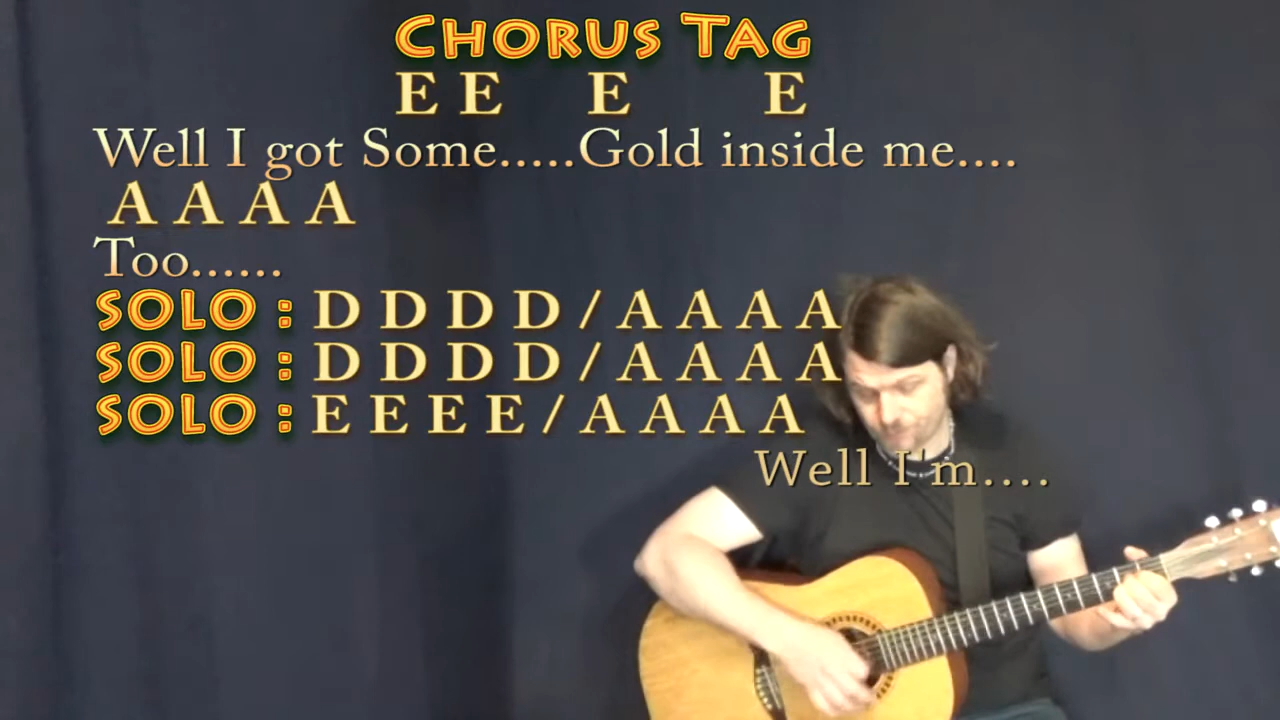 CHORUS TAG
E E E E
Well I got Some.....Gold inside me....
A A A A
Too......
SOLO : D D D D / A A A A
SOLO : D D D D / A A A A
SOLO : E E E E / A A A A
Well I'm....